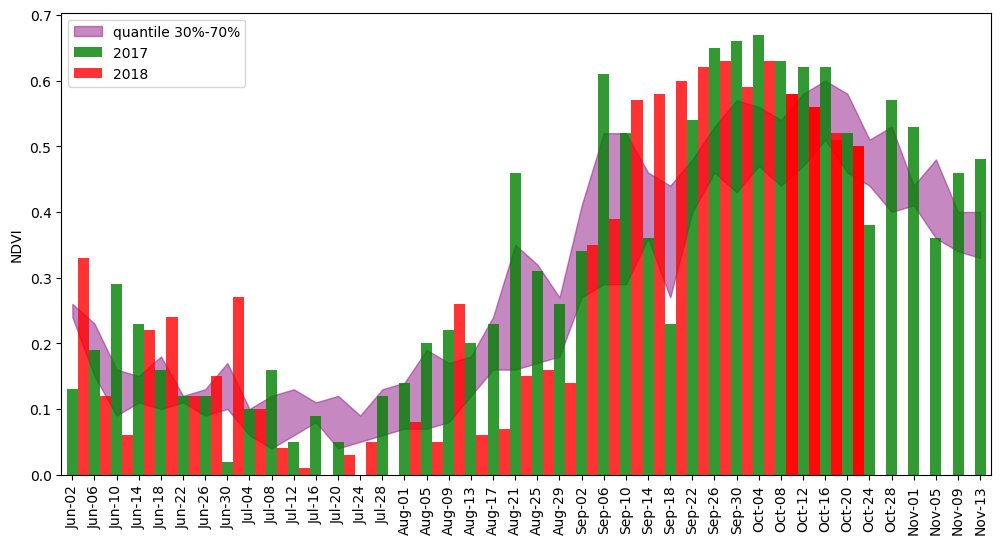 quantile 30%-70%
2017
2018
NDVI
0.7
0.6
0.5
0.4
0.3
0.2
0.1
0.0
Jun-02
Jun-06
Jun-10
Jun-14
Jun-18
Jun-22
Jun-26
Jun-30
Jul-04
Jul-08
Jul-12
Jul-16
Jul-20
Jul-24
Jul-28
Aug-01
Aug-05
Aug-09
Aug-13
Aug-17
Aug-21
Aug-25
Aug-29
Sep-02
Sep-06
Sep-10
Sep-14
Sep-18
Sep-22
Sep-26
Sep-30
Oct-04
Oct-08
Oct-12
Oct-16
Oct-20
Oct-24
Oct-28
Nov-01
Nov-05
Nov-09
Nov-13